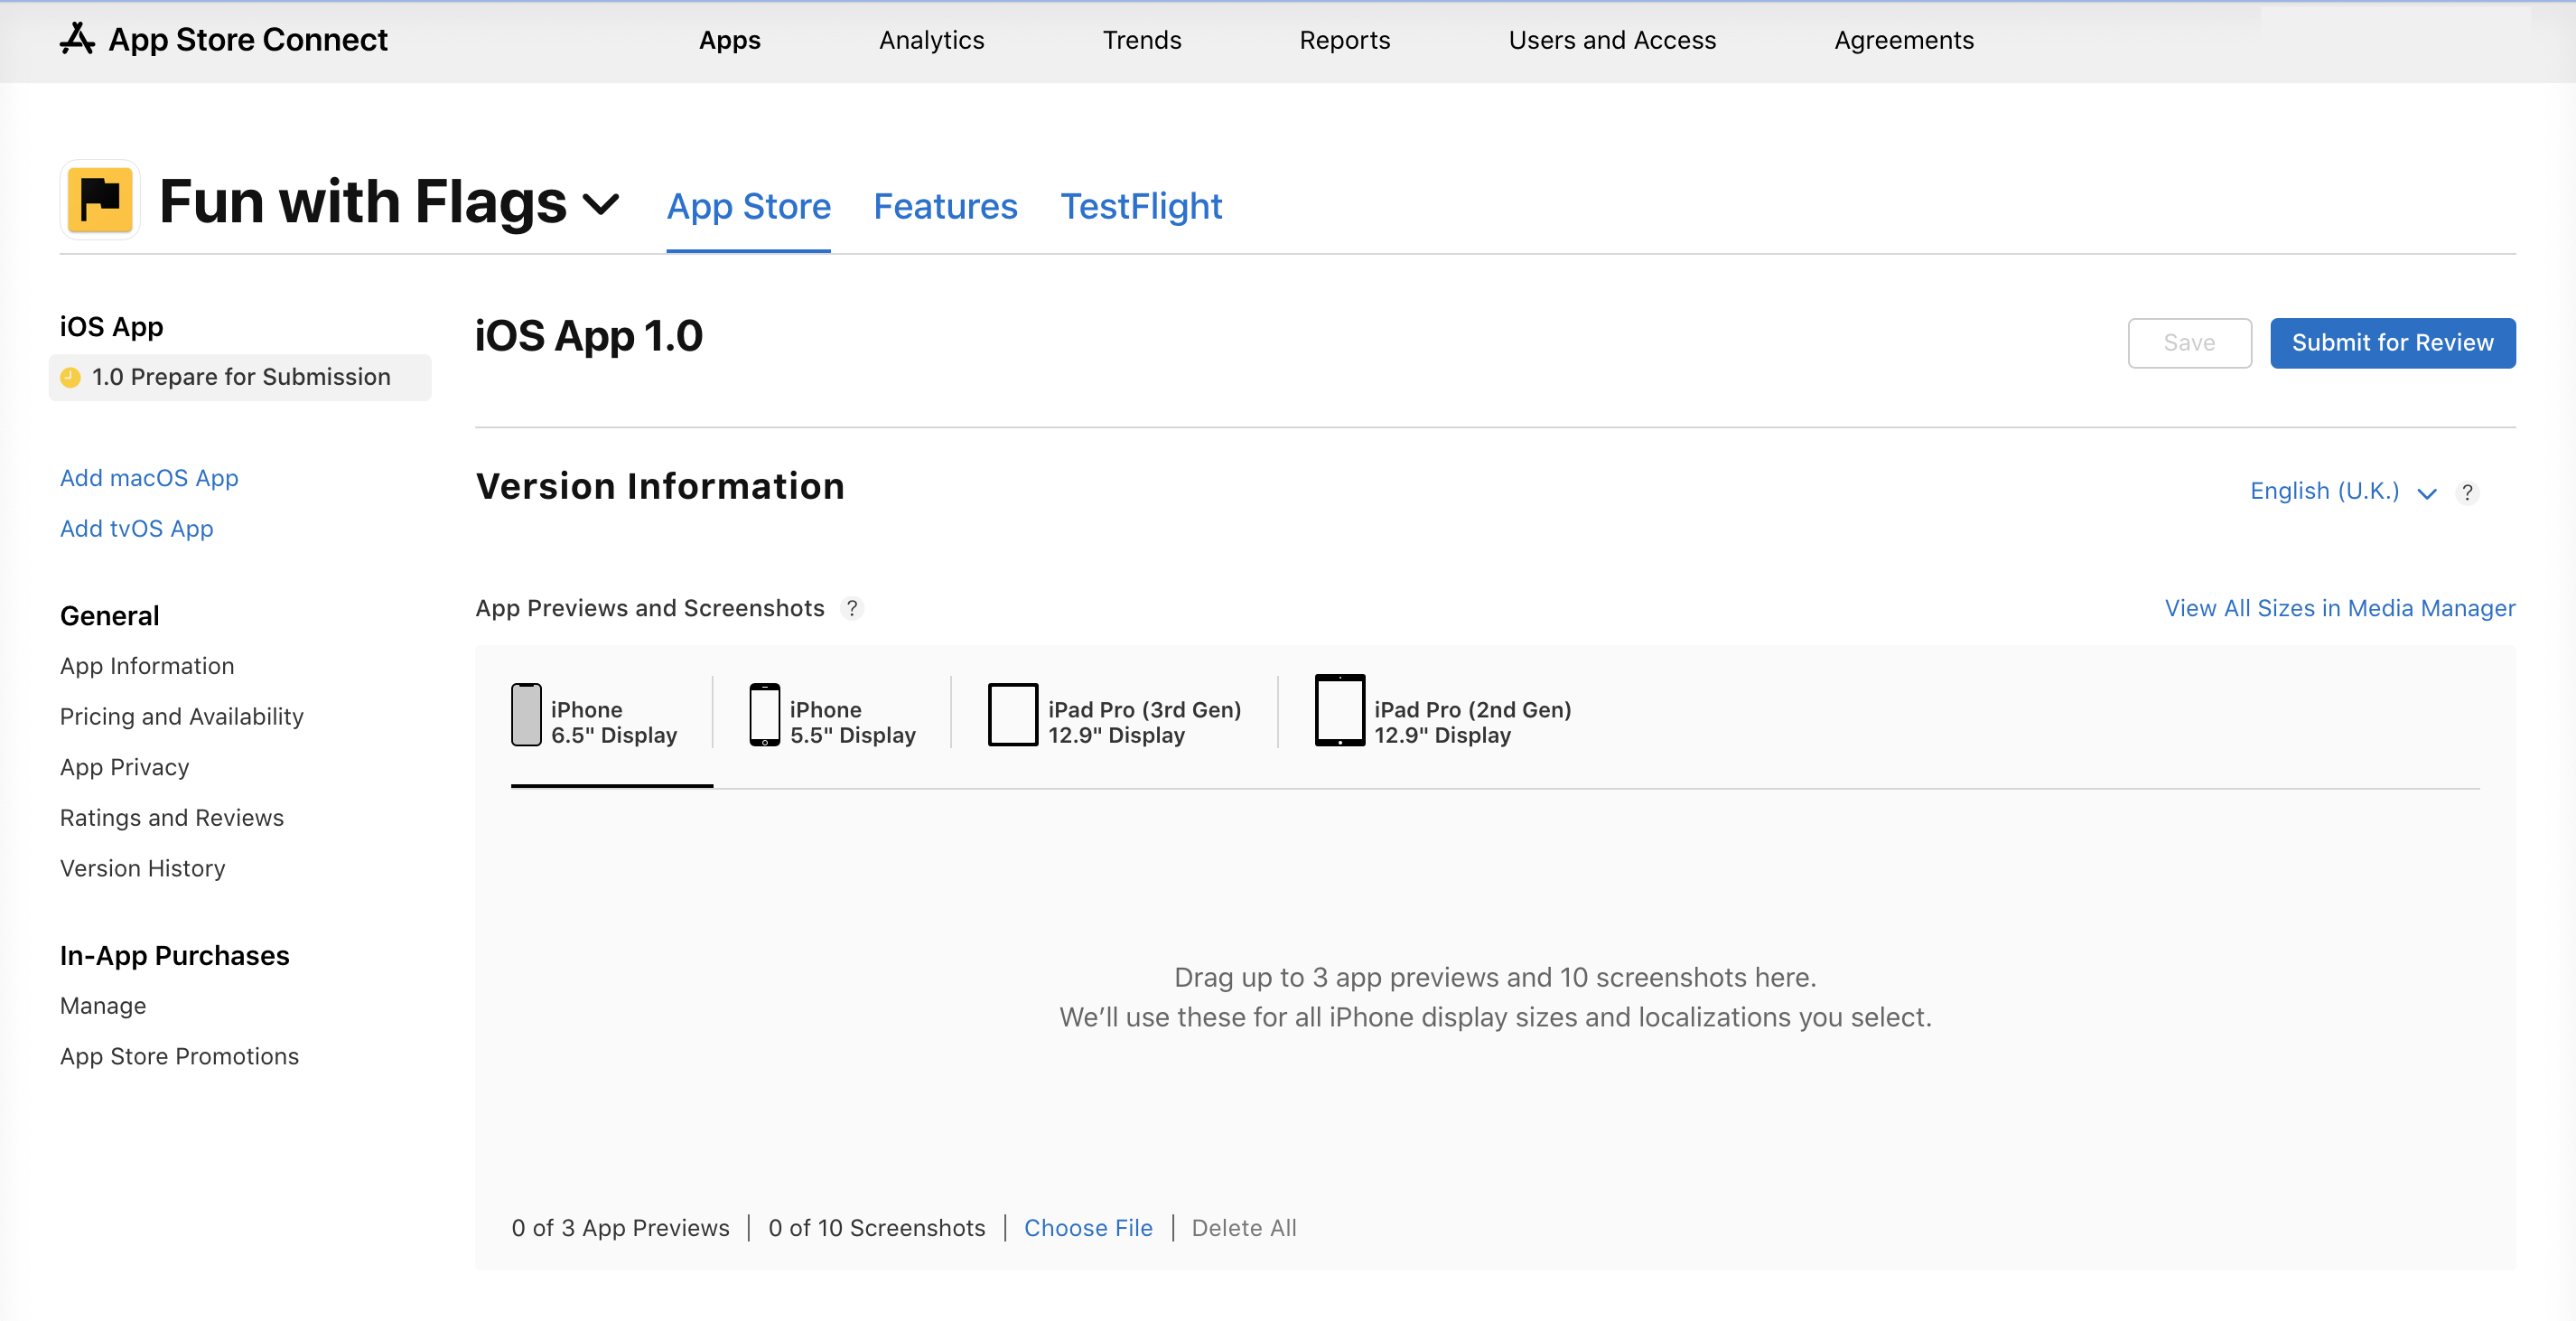 App Store Connect
Apps
Analytics
Trends
Reports
Users and Access
Agreements
Fun with Flags
App Store
Features
TestFlight
iOS App
1.0 Prepare for Submission
Add macOS App
Add tvOS App
General
App Information
Pricing and Availability
App Privacy
Ratings and Reviews
Version History
In-App Purchases
Manage
App Store Promotions
iOS App 1.0
Save
Submit for Review
Version Information
English (U.K.)
?
App Previews and Screenshots ?
View All Sizes in Media Manager
iPhone
6.5" Display
iPhone
5.5" Display
iPad Pro (3rd Gen)
12.9" Display
iPad Pro (2nd Gen)
12.9" Display
Drag up to 3 app previews and 10 screenshots here.
We’ll use these for all iPhone display sizes and localizations you select.
0 of 3 App Previews | 0 of 10 Screenshots | Choose File | Delete All